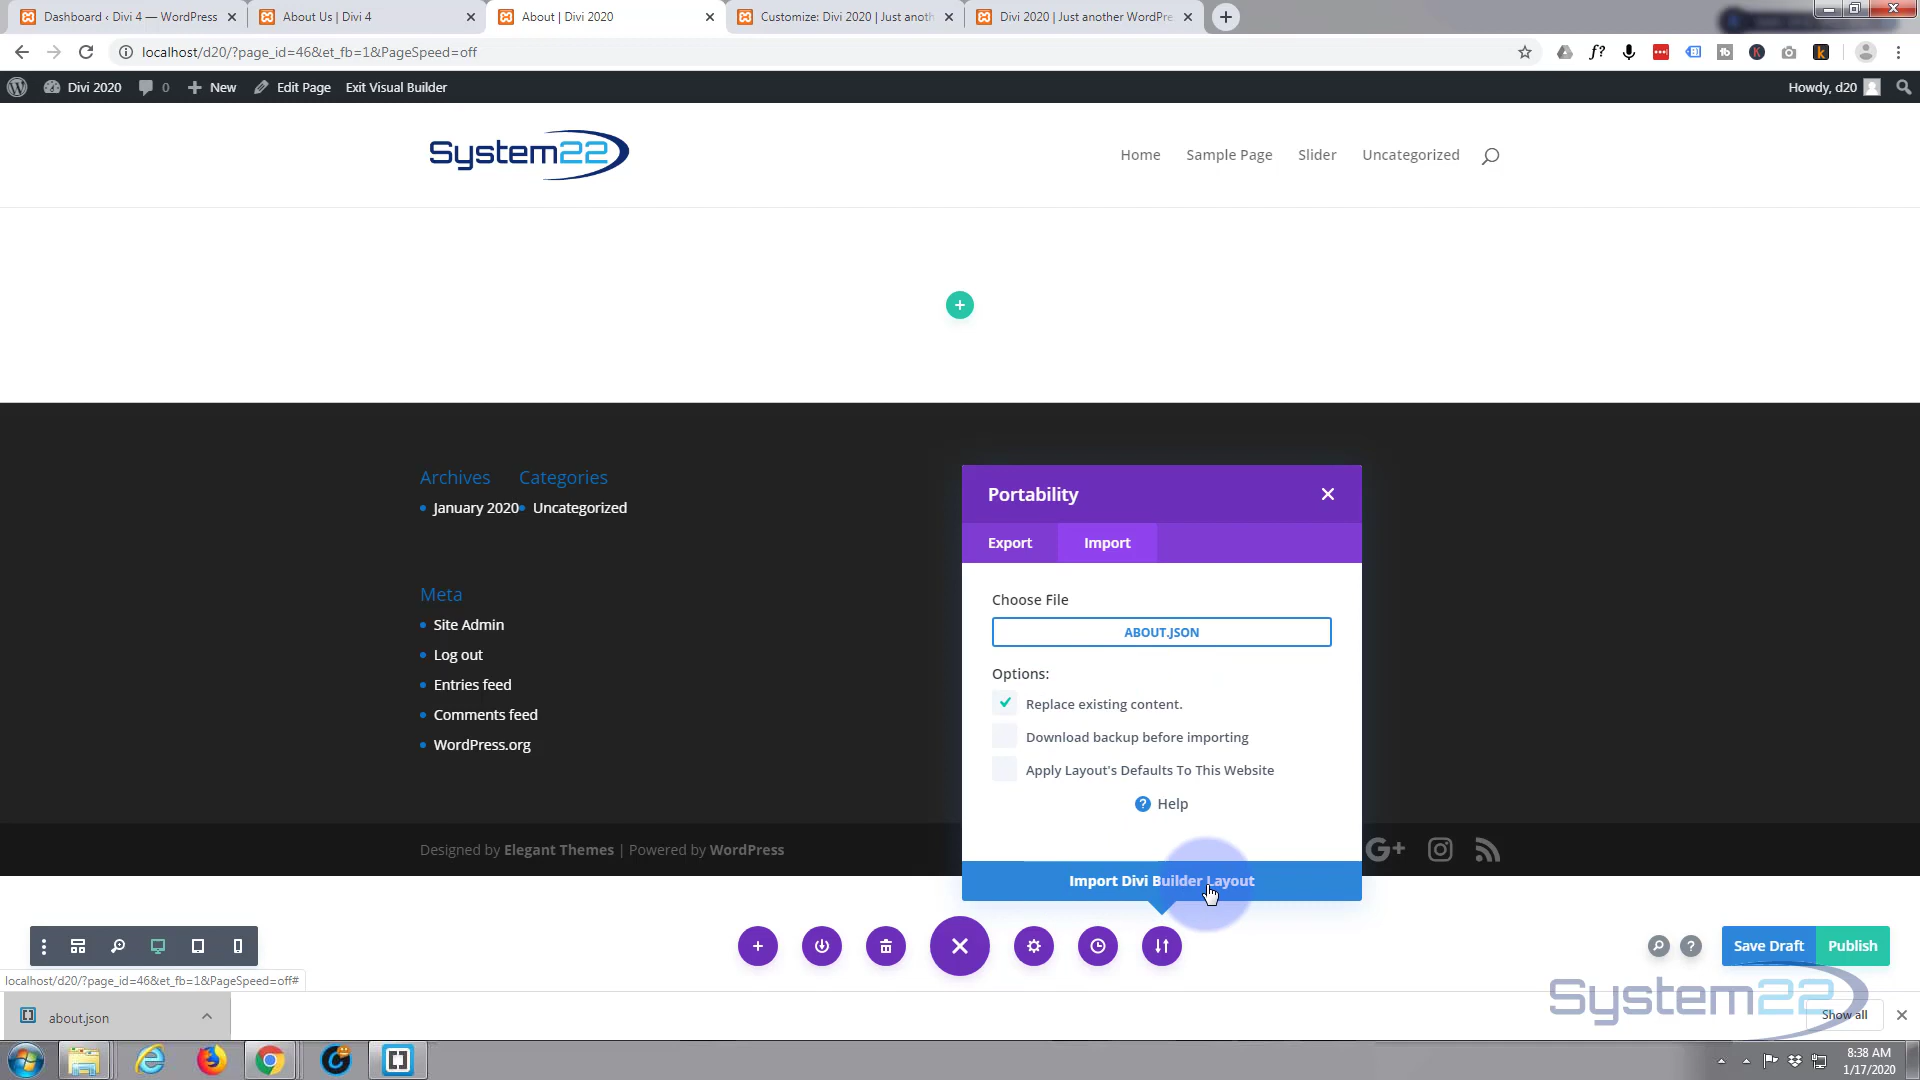 Dashboard ‹ Divi 4 — WordPress
About Us | Divi 4
About | Divi 2020
Customize: Divi 2020 | Just anoth
Divi 2020 | Just another WordPre
localhost/d20/?page_id=46&et_fb=1&PageSpeed=off
Divi 2020
0
New
Edit Page
Exit Visual Builder
Howdy, d20
System22
Home
Sample Page
Slider
Uncategorized
Archives
January 2020
Categories
Uncategorized
Meta
Site Admin
Log out
Entries feed
Comments feed
WordPress.org
Portability
Export
Import
Choose File
ABOUT.JSON
Options:
Replace existing content.
Download backup before importing
Apply Layout's Defaults To This Website
Help
Import Divi Builder Layout
Designed by Elegant Themes | Powered by WordPress
Save Draft
Publish
localhost/d20/?page_id=46&et_fb=1&PageSpeed=off#
about.json
System22
Show all
8:38 AM
1/17/2020